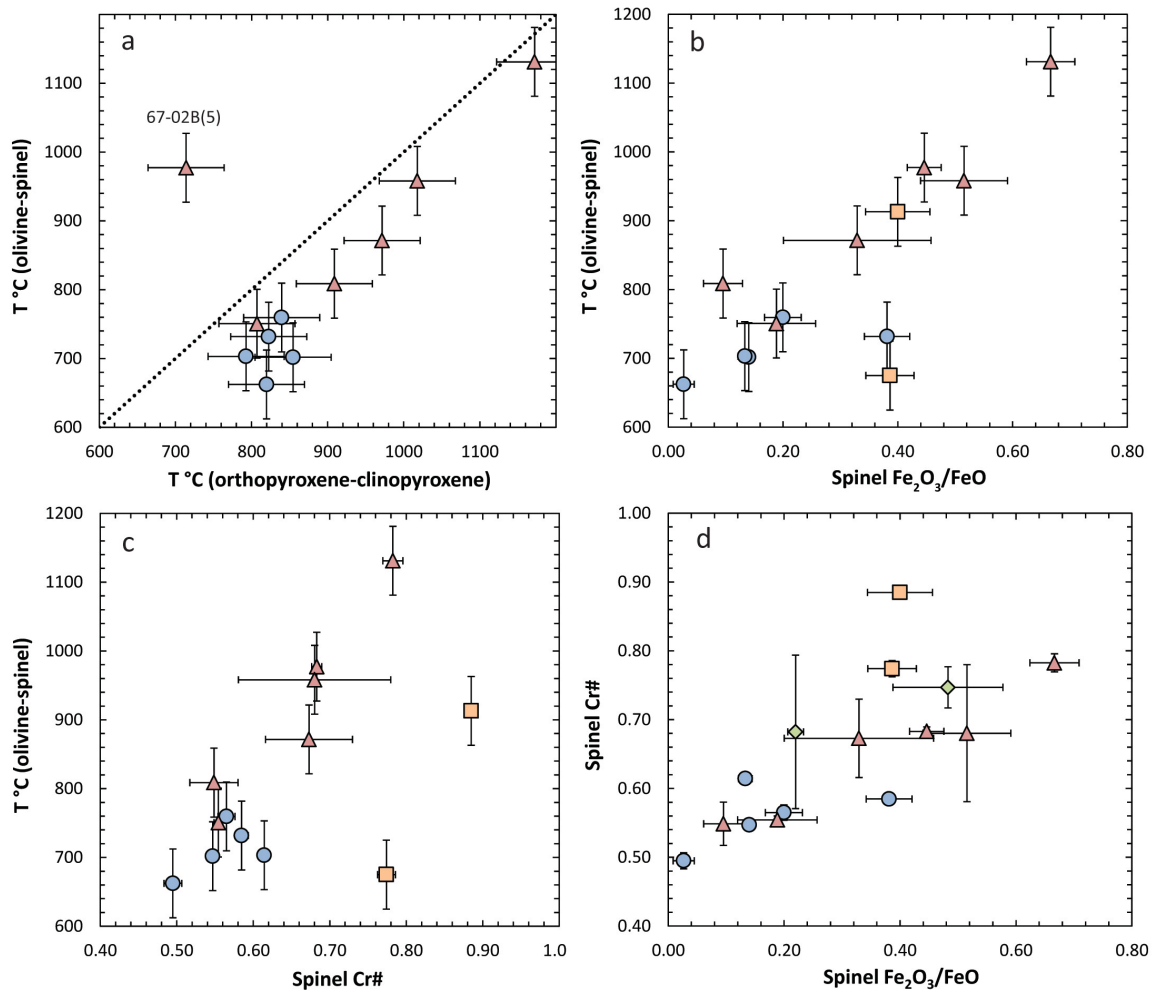 a
67-02B(5)
1100
1000
900
800
700
600
T °C (olivine-spinel)
600 700 800 900 1000 1100
T °C (orthopyroxene-clinopyroxene)
b
1200
1100
1000
900
800
700
600
T °C (olivine-spinel)
0.00 0.20 0.40 0.60 0.80
Spinel Fe₂O₃/FeO
c
1200
1100
1000
900
800
700
600
T °C (olivine-spinel)
0.40 0.50 0.60 0.70 0.80 0.90 1.0
Spinel Cr#
d
1.00
0.90
0.80
0.70
0.60
0.50
0.40
Spinel Cr#
0.00 0.20 0.40 0.60 0.80
Spinel Fe₂O₃/FeO